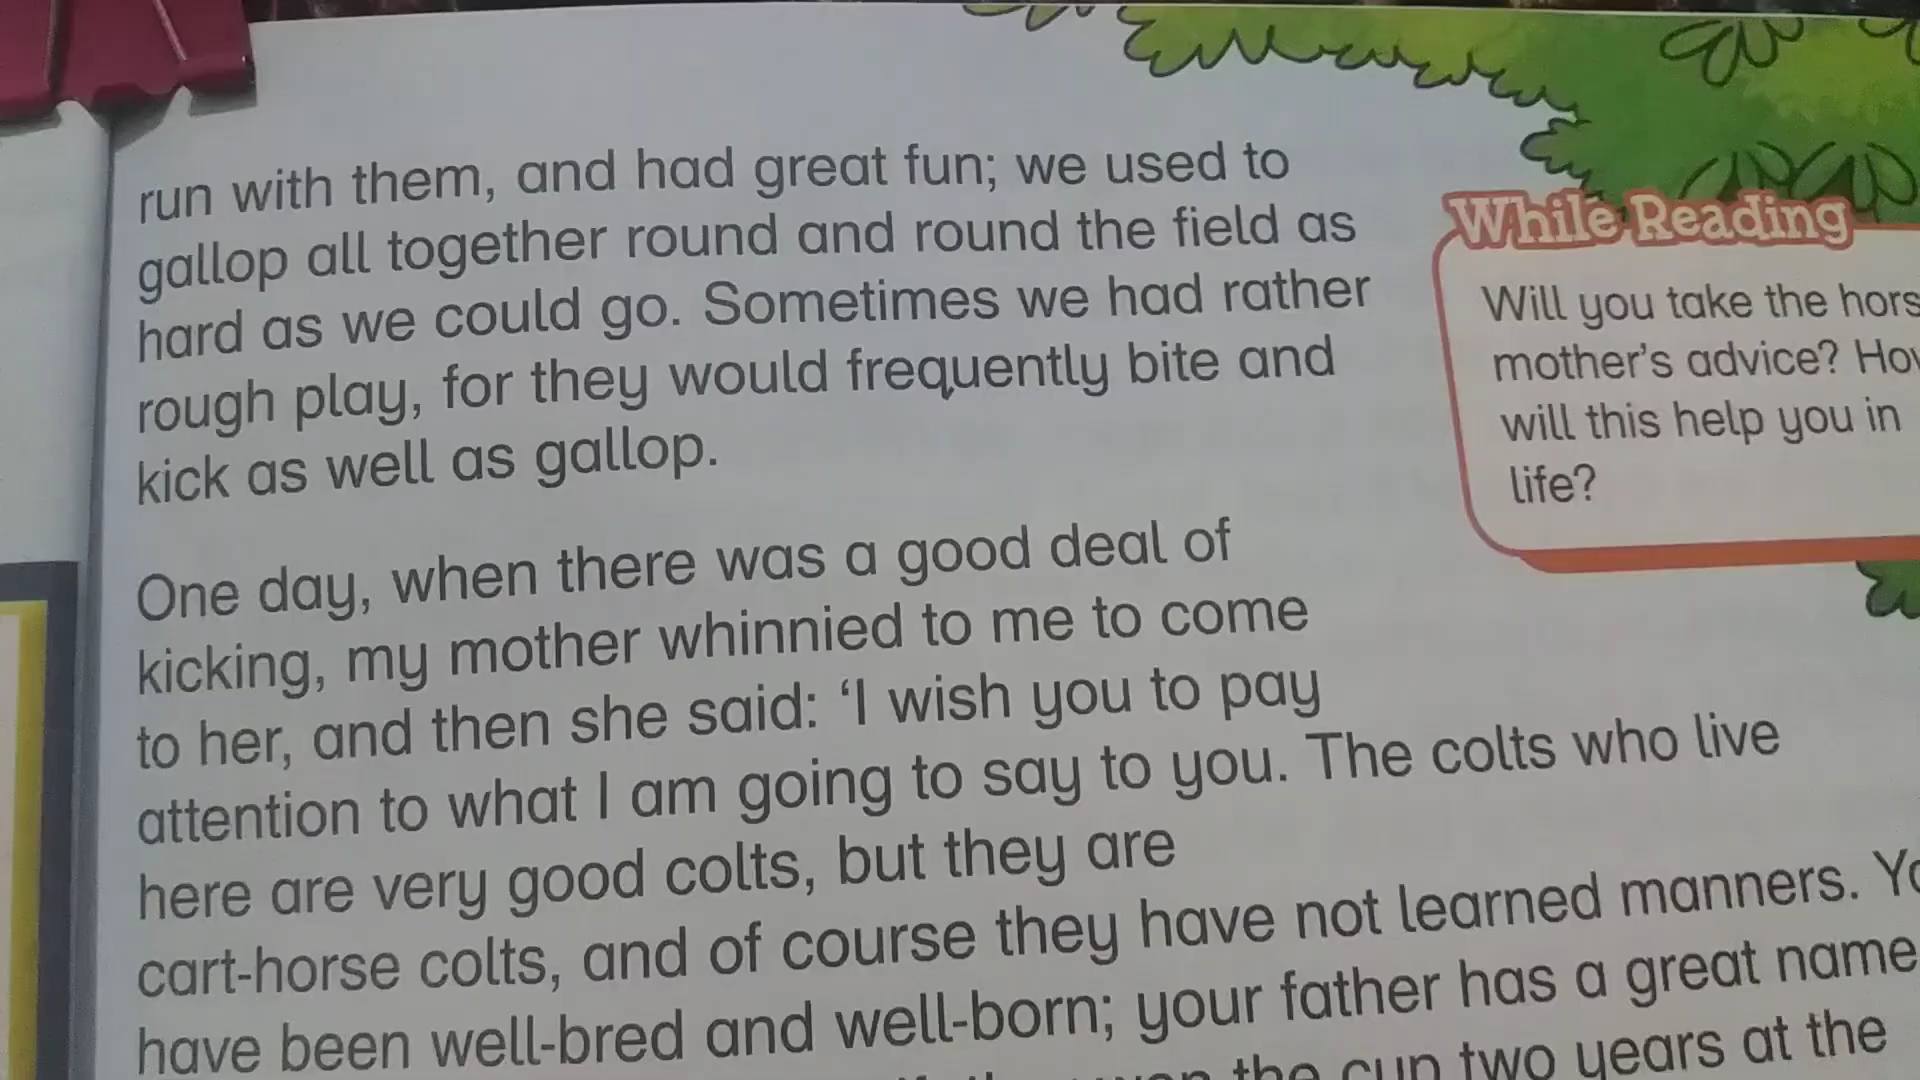 run with them, and had great fun; we used to
gallop all together round and round the field as
hard as we could go. Sometimes we had rather
rough play, for they would frequently bite and
kick as well as gallop.
One day, when there was a good deal of
kicking, my mother whinnied to me to come
to her, and then she said: ‘I wish you to pay
attention to what I am going to say to you. The colts who live
here are very good colts, but they are
cart-horse colts, and of course they have not learned manners.
have been well-bred and well-born; your father has a great name
the cup two years at the
While Reading
Will you take the
mother's advice?
will this help you in
life?